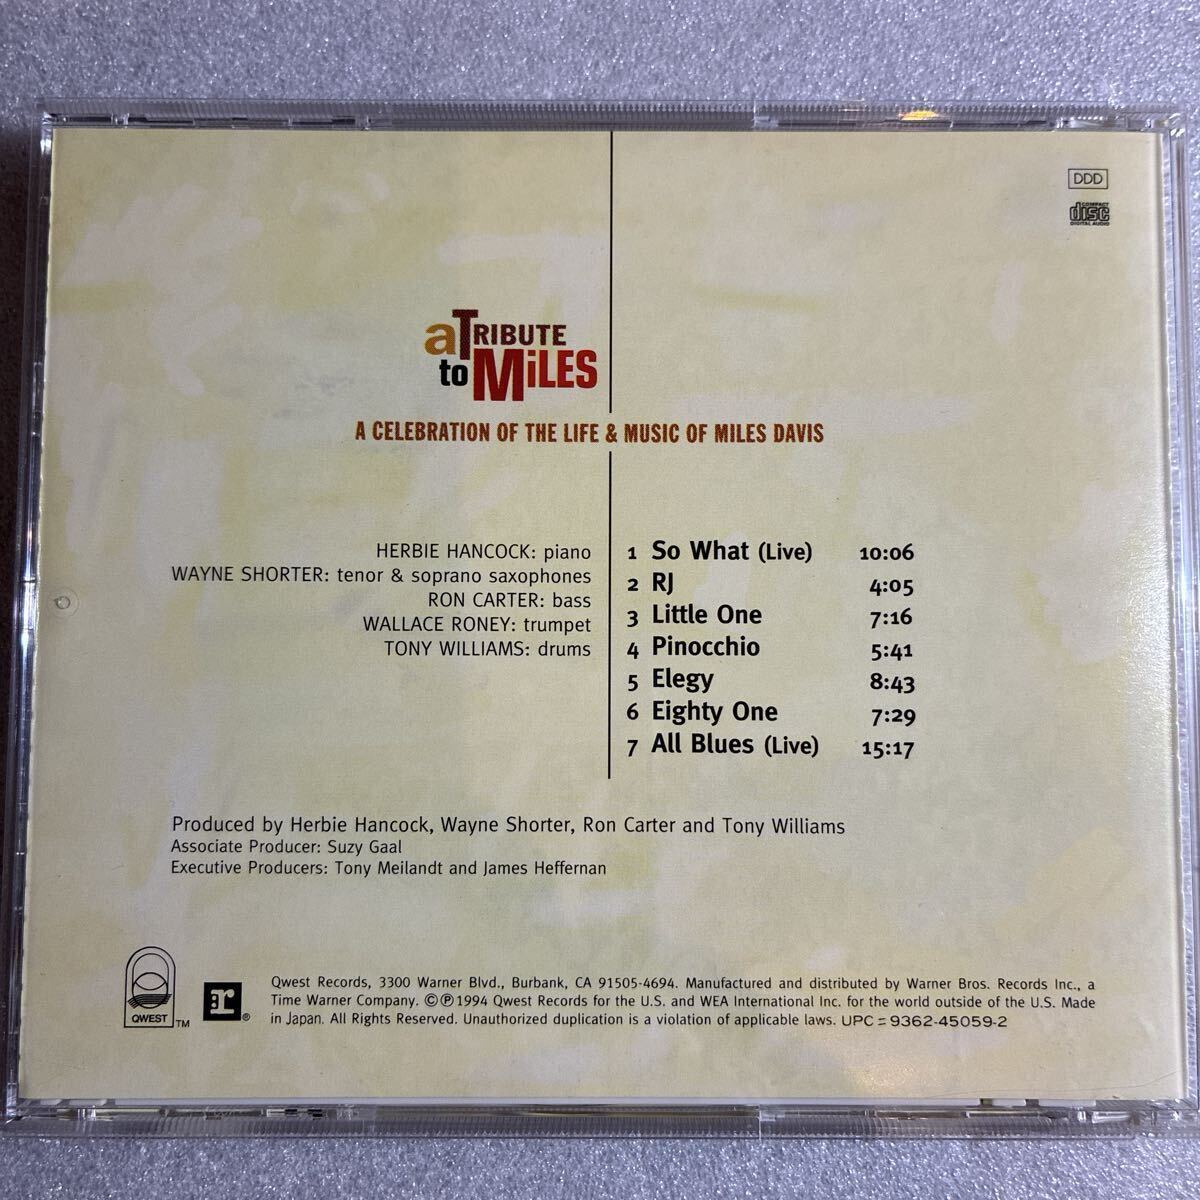 DDD
COMPACT
disc
DIGITAL AUDIO
a TRIBUTE
to MiLES
A CELEBRATION OF THE LIFE & MUSIC OF MILES DAVIS
HERBIE HANCOCK: piano
WAYNE SHORTER: tenor & soprano saxophones
RON CARTER: bass
WALLACE RONEY: trumpet
TONY WILLIAMS: drums
1 So What (Live) 10:06
2 RJ 4:05
3 Little One 7:16
4 Pinocchio 5:41
5 Elegy 8:43
6 Eighty One 7:29
7 All Blues (Live) 15:17
Produced by Herbie Hancock, Wayne Shorter, Ron Carter and Tony Williams
Associate Producer: Suzy Gaal
Executive Producers: Tony Meilandt and James Heffernan
QWEST TM
r ®
Qwest Records, 3300 Warner Blvd., Burbank, CA 91505-4694. Manufactured and distributed by Warner Bros. Records Inc., a
Time Warner Company. ©℗1994 Qwest Records for the U.S. and WEA International Inc. for the world outside of the U.S. Made
in Japan. All Rights Reserved. Unauthorized duplication is a violation of applicable laws. UPC=9362-45059-2